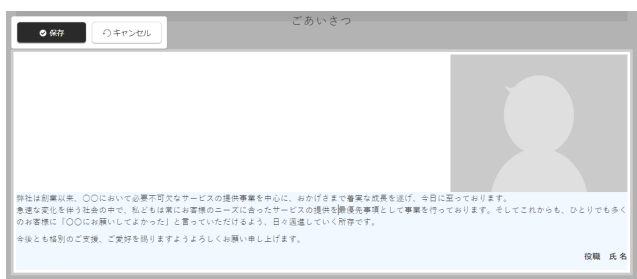 ごあいさつ
保存
キャンセル
弊社は創業以来、〇〇において必要不可欠なサービスの提供事業を中心に、おかげさまで着実な成長を遂げ、今日に至っております。
急速な変化を伴う社会の中で、私どもは常にお客様のニーズに合ったサービスの提供を最優先事項として事業を行っております。そしてこれからも、ひとりでも多く
のお客様に「〇〇にお願いしてよかった」と言っていただけるよう、日々邁進していく所存です。
今後とも格別のご支援、ご愛好を賜りますようよろしくお願い申し上げます。
役職 氏名